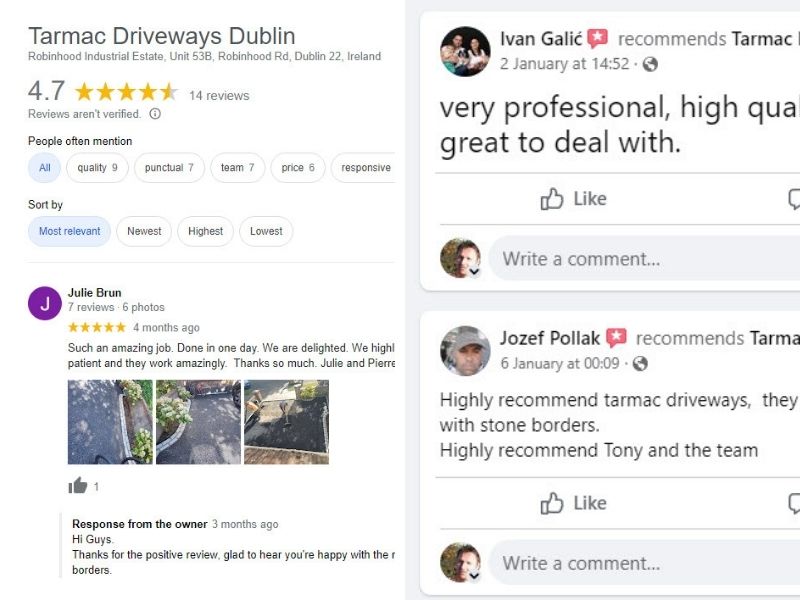 Tarmac Driveways Dublin
Robinhood Industrial Estate, Unit 53B, Robinhood Rd, Dublin 22, Ireland
4.7 14 reviews
Reviews aren't verified.
People often mention
All quality 9 punctual 7 team 7 price 6 responsive
Sort by
Most relevant Newest Highest Lowest
J
Julie Brun
7 reviews · 6 photos
4 months ago
Such an amazing job. Done in one day. We are delighted. We highl
patient and they work amazingly. Thanks so much. Julie and Pierre
1
Response from the owner 3 months ago
Hi Guys.
Thanks for the positive review, glad to hear you're happy with the r
borders.
Ivan Galić recommends Tarmac
2 January at 14:52 ·
very professional, high qual
great to deal with.
Like
Write a comment...
Jozef Pollak recommends Tarma
6 January at 00:09 ·
Highly recommend tarmac driveways, they
with stone borders.
Highly recommend Tony and the team
Like
Write a comment...